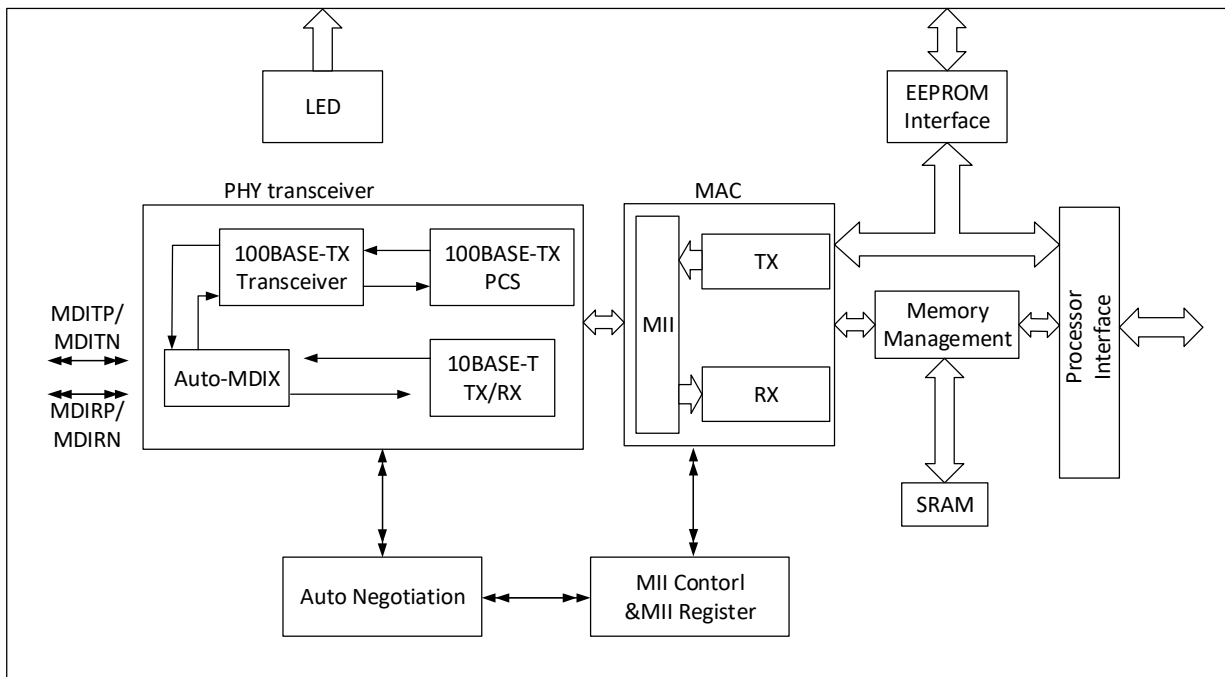 LED
EEPROM
Interface
PHY transceiver
MAC
100BASE-TX
Transceiver
100BASE-TX
PCS
TX
MII
Memory
Management
Processor
Interface
MDITP/
MDITN
Auto-MDIX
10BASE-T
TX/RX
RX
MDIRP/
MDIRN
SRAM
Auto Negotiation
MII Contorl
&MII Register